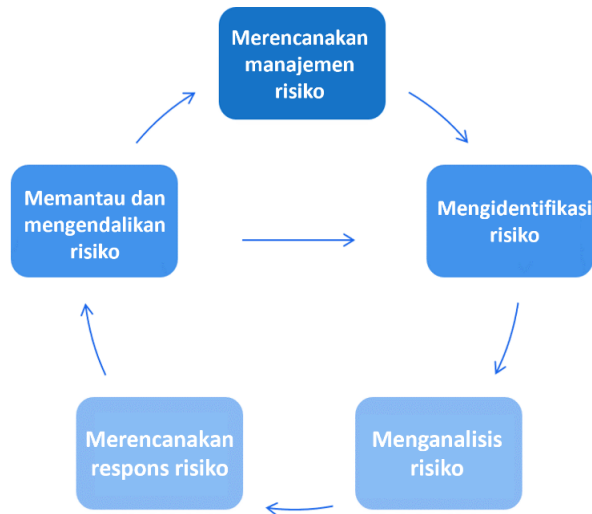 Merencanakan
manajemen
risiko
Mengidentifikasi
risiko
Menganalisis
risiko
Merencanakan
respons risiko
Memantau dan
mengendalikan
risiko